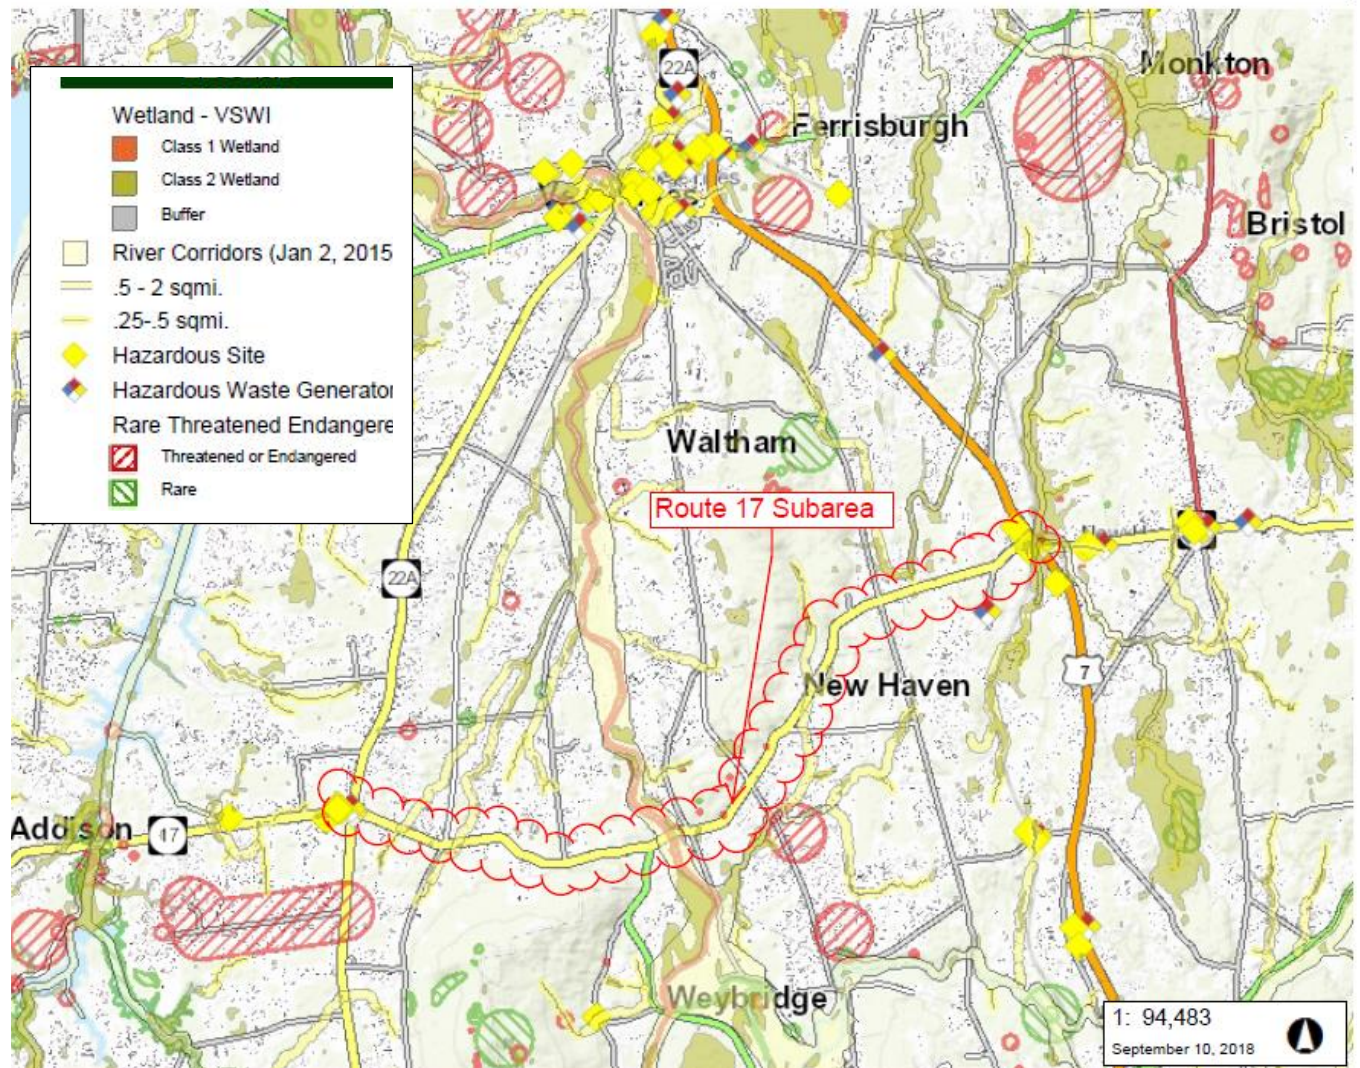 22A
Monkton
Ferrisburgh
Wetland - VSWI
Class 1 Wetland
Class 2 Wetland
Buffer
River Corridors (Jan 2, 2015
.5 - 2 sqmi.
.25-.5 sqmi.
Hazardous Site
Hazardous Waste Generator
Rare Threatened Endangere
Threatened or Endangered
Rare
Bristol
Waltham
Route 17 Subarea
22A
7
New Haven
Addison
17
Weybridge
1: 94,483
September 10, 2018